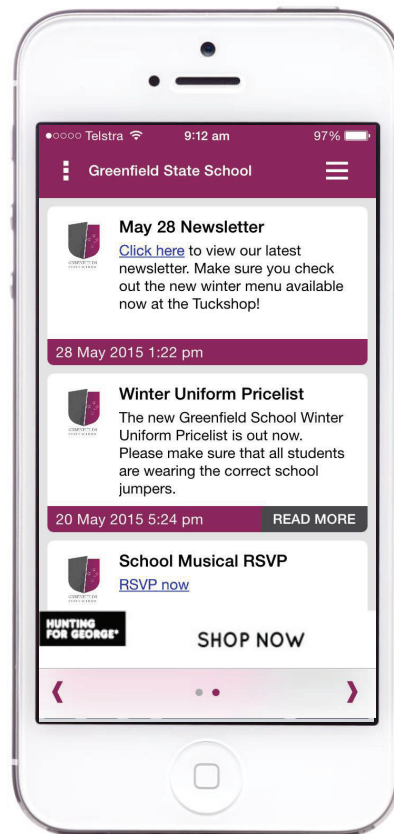 Telstra 9:12 am 97%
Greenfield State School
May 28 Newsletter
Click here to view our latest
newsletter. Make sure you check
out the new winter menu available
now at the Tuckshop!
28 May 2015 1:22 pm
Winter Uniform Pricelist
The new Greenfield School Winter
Uniform Pricelist is out now.
Please make sure that all students
are wearing the correct school
jumpers.
20 May 2015 5:24 pm READ MORE
School Musical RSVP
RSVP now
HUNTING
FOR GEORGE
SHOP NOW